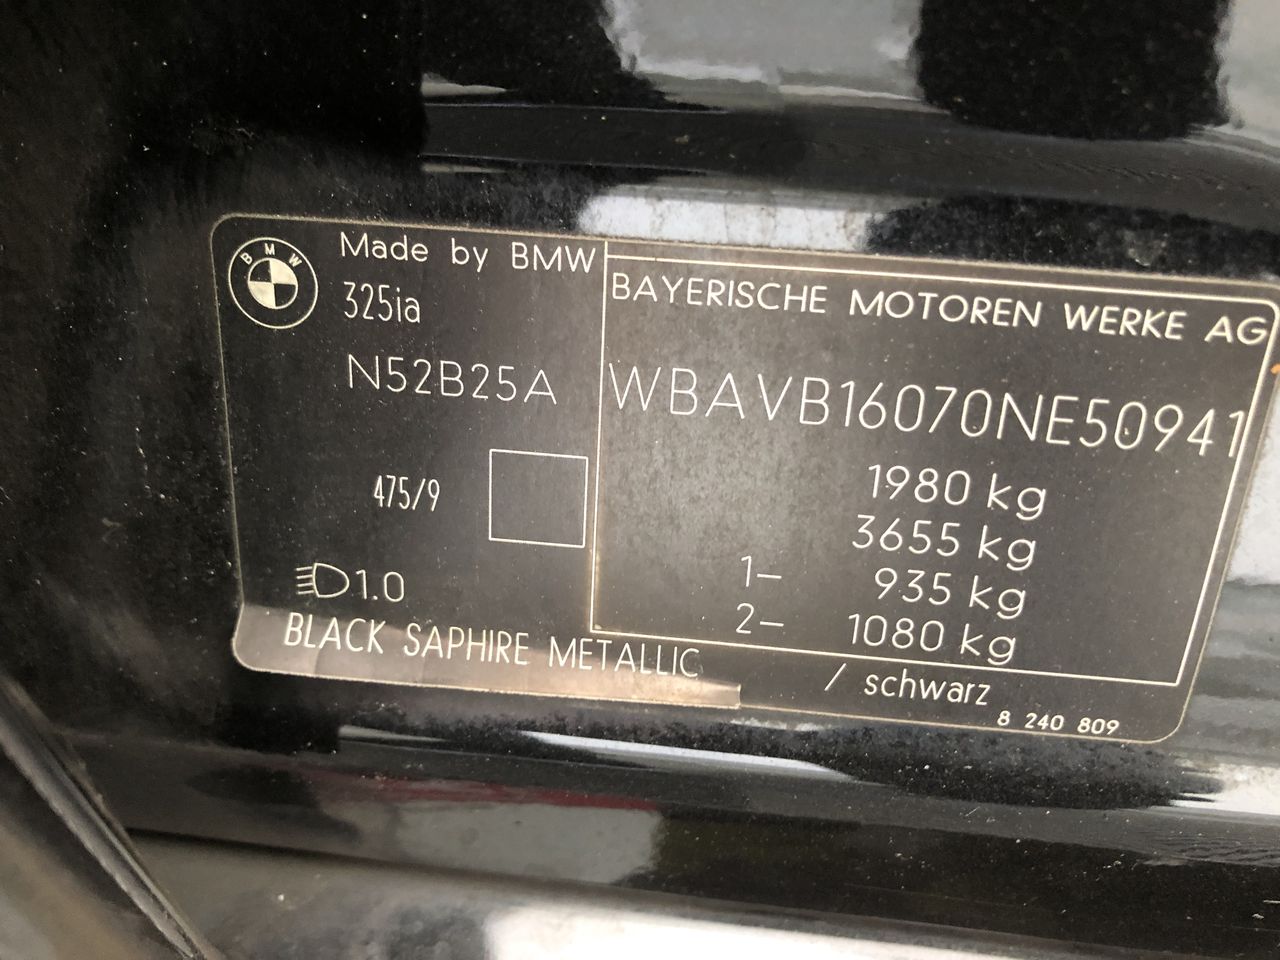 BMW
Made by BMW
325ia
N52B25A
475/9
1.0
BAYERISCHE MOTOREN WERKE AG
WBAVB16070NE50941
1980 kg
3655 kg
1- 935 kg
2- 1080 kg
BLACK SAPHIRE METALLIC / schwarz
8 240 809